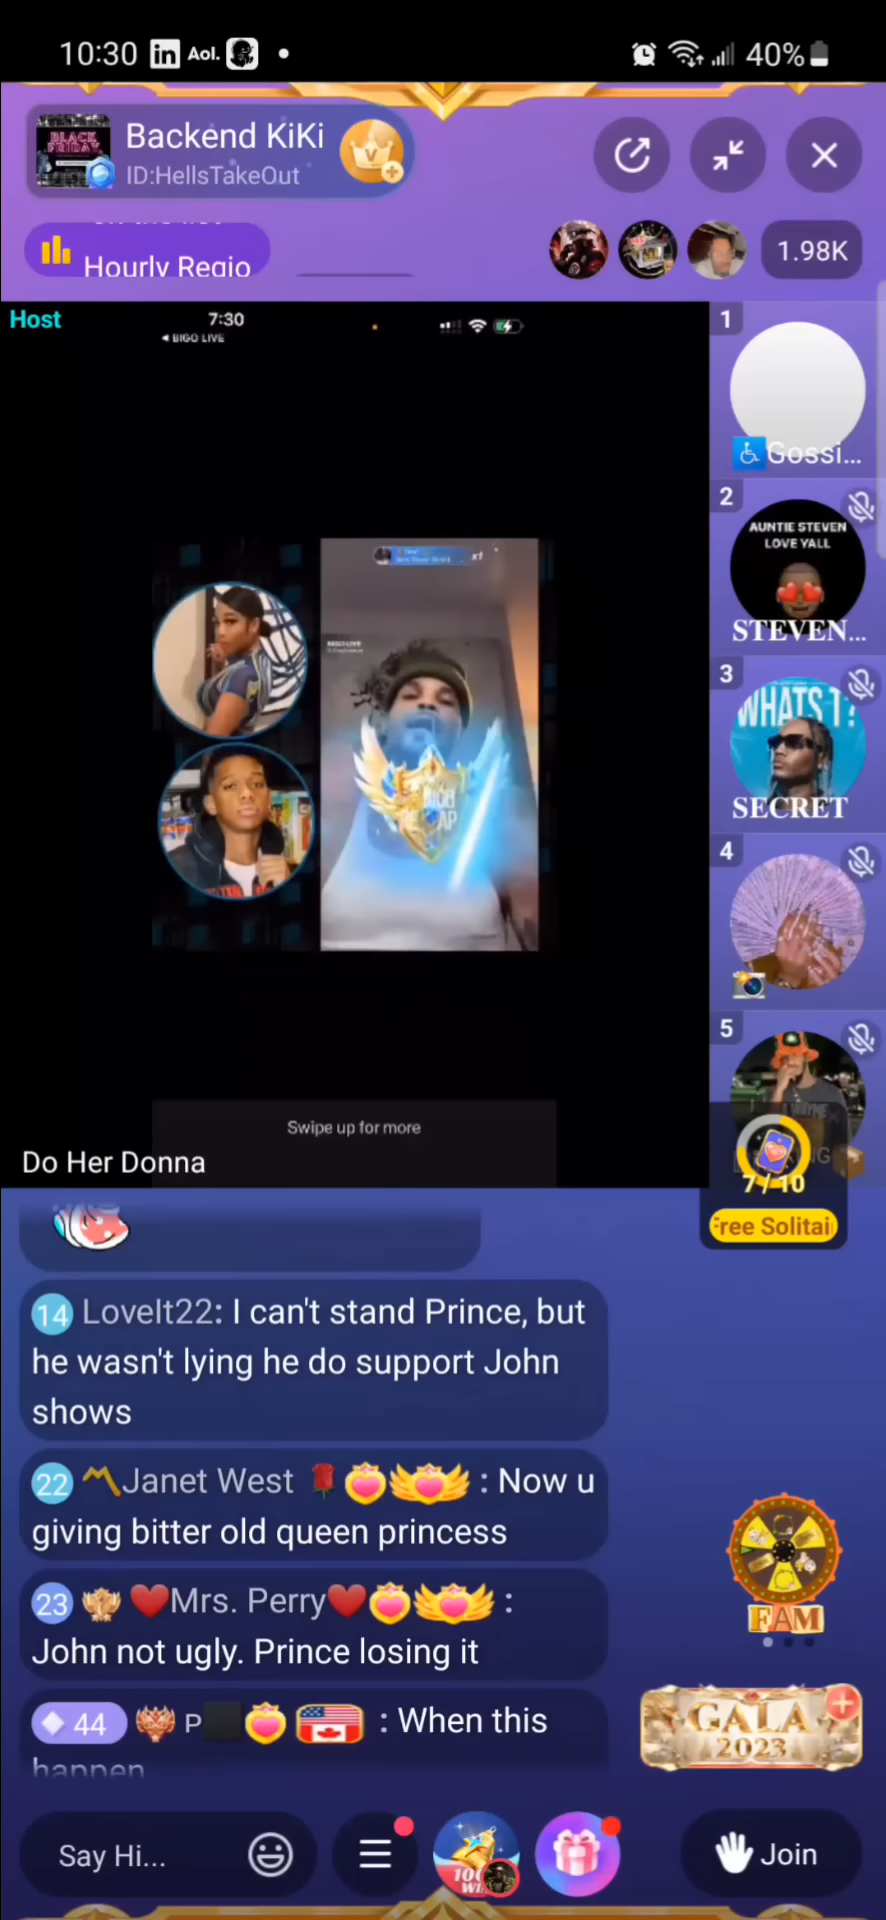 10:30 in Aol. 40%
Backend KiKi
ID:HellsTakeOut
Hourly Regio
1.98K
Host
7:30
BIGO LIVE
1
Gossi...
2
AUNTIE STEVEN
LOVE YALL
STEVEN...
3
WHATS T?
SECRET
4
5
x1
BIGO LIVE
Swipe up for more
Do Her Donna
7/10
Free Solitai
14 LoveIt22: I can't stand Prince, but
he wasn't lying he do support John
shows
22 Janet West : Now u
giving bitter old queen princess
23 Mrs. Perry :
John not ugly. Prince losing it
44 P : When this
happen
FAM
GALA
2023
Say Hi...
Join